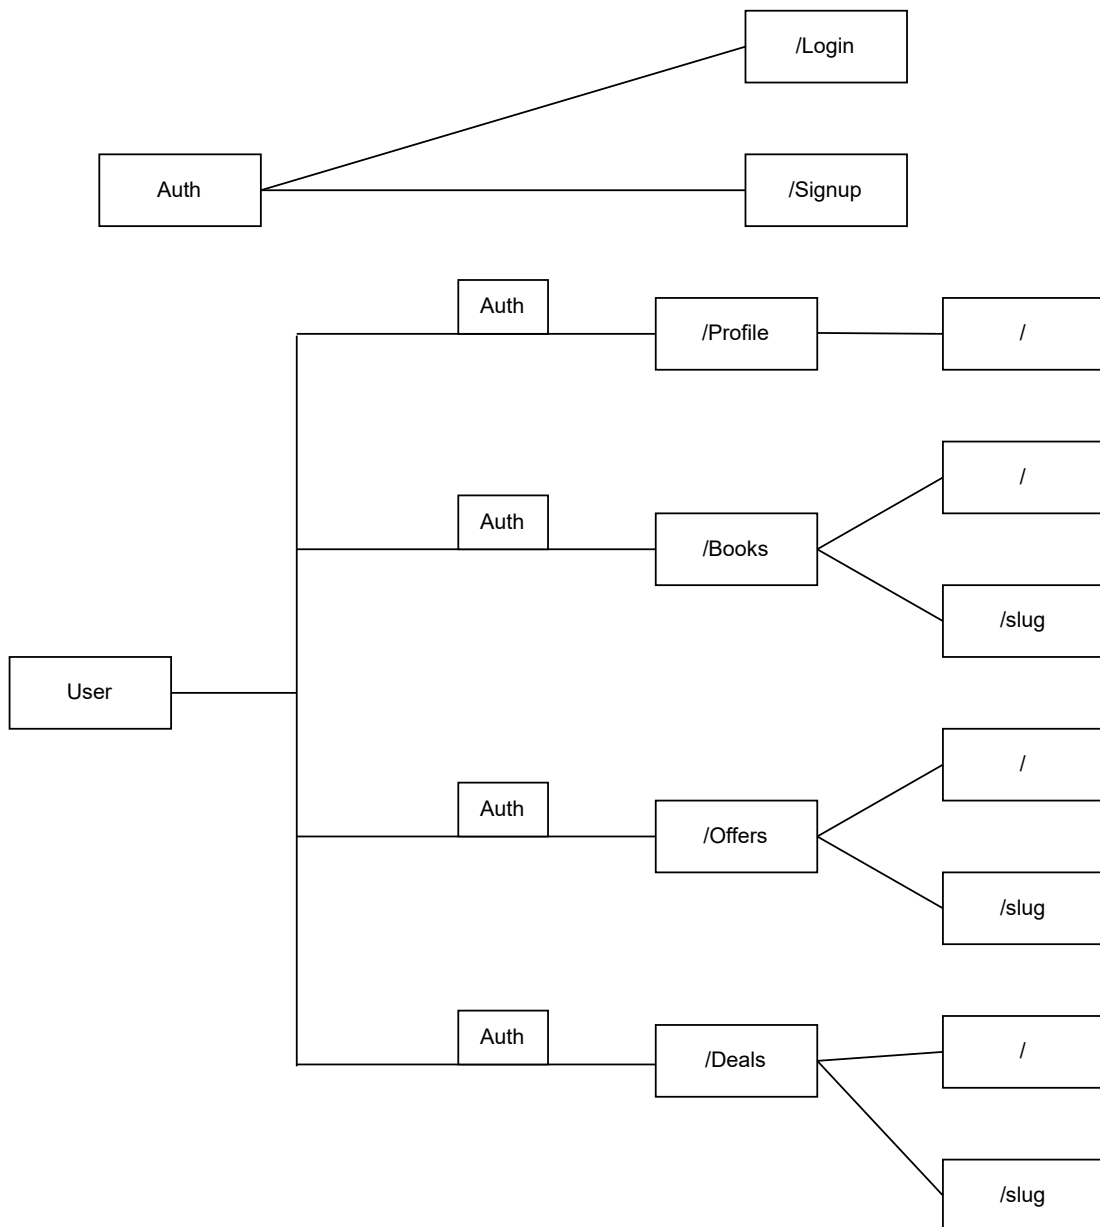 /Login
Auth
/Signup
Auth
/Profile
/
/
Auth
/Books
/slug
User
/
Auth
/Offers
/slug
Auth
/
/Deals
/slug